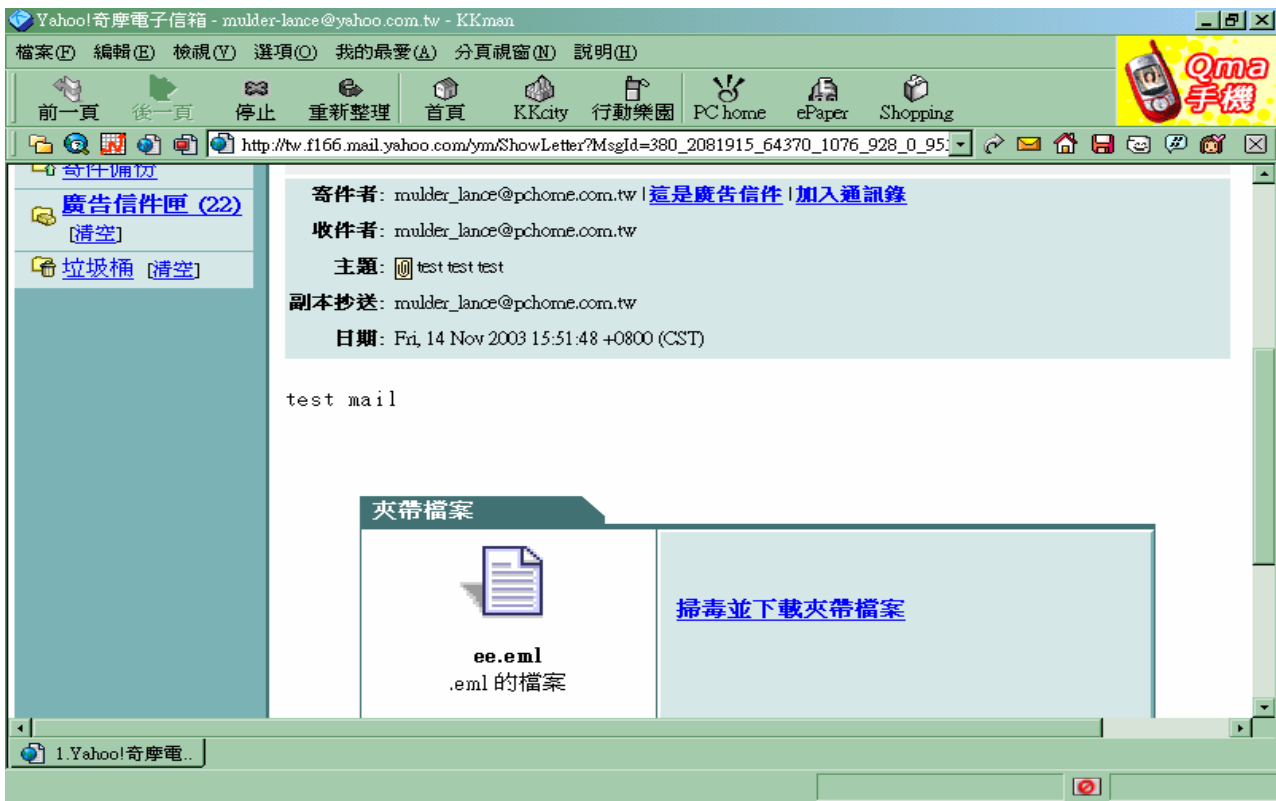 Yahoo!奇摩電子信箱 - mulder-lance@yahoo.com.tw - KKman
檔案(F) 編輯(E) 檢視(V) 選項(O) 我的最愛(A) 分頁視窗(N) 說明(H)
前一頁 後一頁 停止 重新整理 首頁 KKcity 行動樂園 PChome ePaper Shopping
Qma
手機
http://tw.f166.mail.yahoo.com/ym/ShowLetter?MsgId=380_2081915_64370_1076_928_0_95
寄件備份
廣告信件匣 (22)
[清空]
垃圾桶 [清空]
寄件者: mulder_lance@pchome.com.tw | 這是廣告信件 | 加入通訊錄
收件者: mulder_lance@pchome.com.tw
主題: test test test
副本抄送: mulder_lance@pchome.com.tw
日期: Fri, 14 Nov 2003 15:51:48 +0800 (CST)
test mail
夾帶檔案
掃毒並下載夾帶檔案
ee.eml
.eml 的檔案
1.Yahoo!奇摩電..